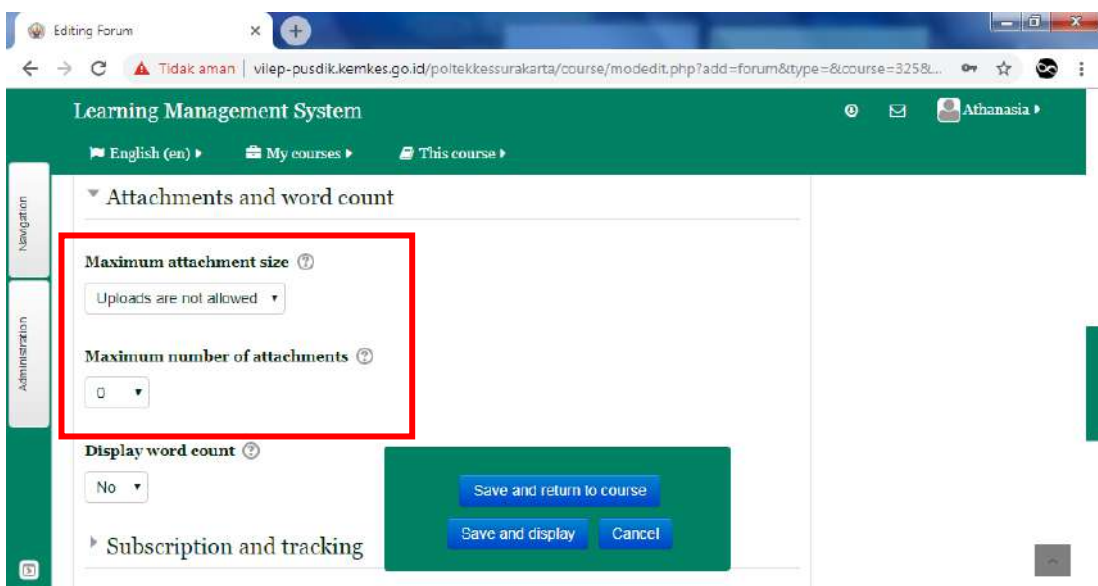 Editing Forum
Tidak aman | vilep-pusdik.kemkes.go.id/poltekkessurakarta/course/modedit.php?add=forum&type=&course=325&...
Learning Management System
Athanasia
English (en) My courses This course
Navigation
Administration
Attachments and word count
Maximum attachment size
Uploads are not allowed
Maximum number of attachments
0
Display word count
No
Save and return to course
Save and display Cancel
Subscription and tracking